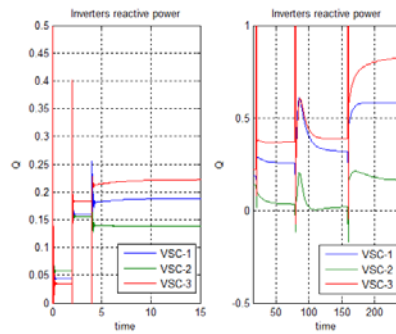 Inverters reactive power
0.5
0.45
0.4
0.35
0.3
0.25
0.2
0.15
0.1
0.05
0
Q
0 5 10 15
time
VSC-1
VSC-2
VSC-3
Inverters reactive power
1
0.5
0
-0.5
Q
50 100 150 200
time
VSC-1
VSC-2
VSC-3